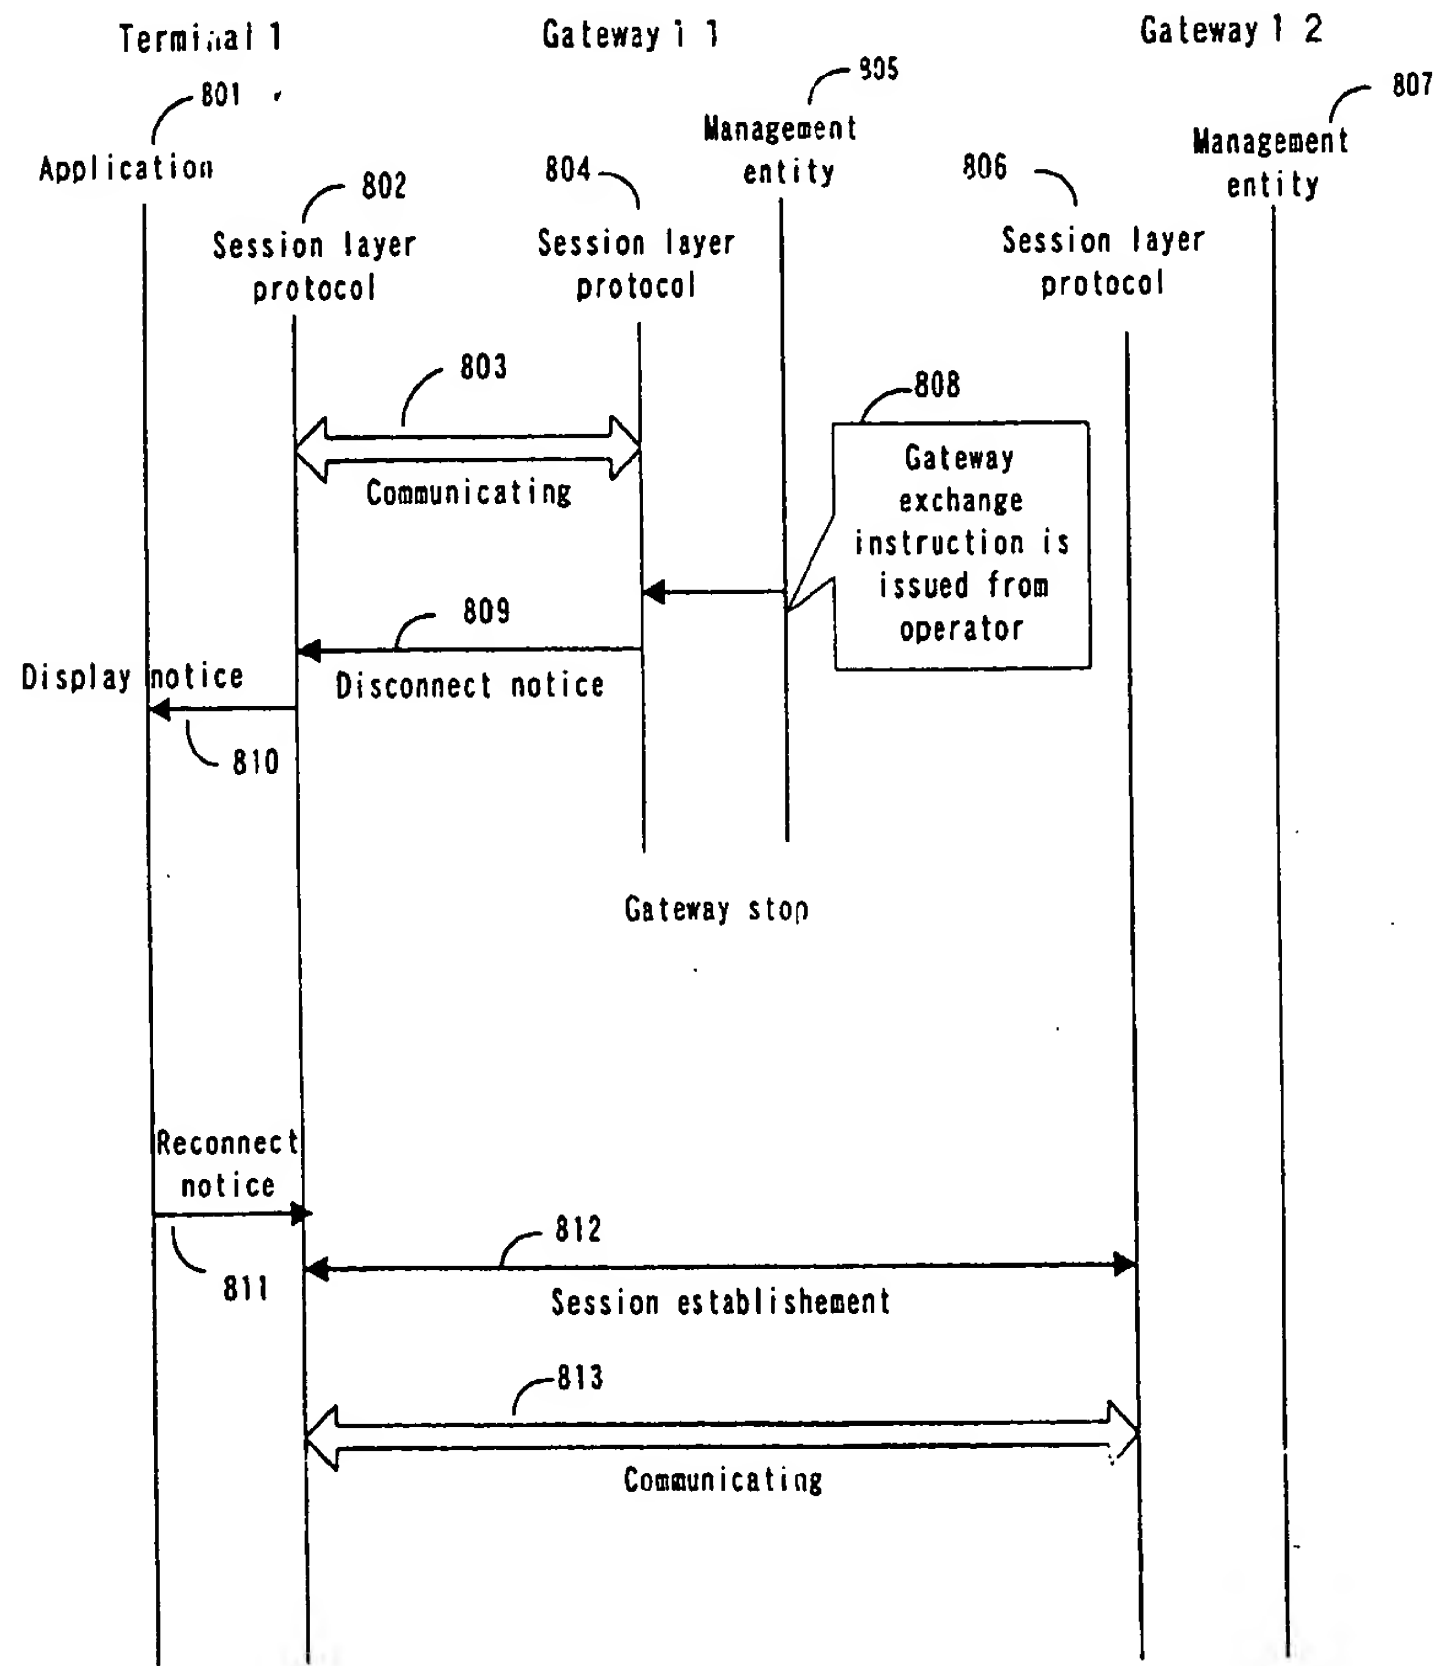 Terminal 1
Gateway 1 1
Gateway 1 2
805
807
801
Management
entity
Management
entity
Application
802
804
806
Session layer
protocol
Session layer
protocol
Session layer
protocol
803
808
Communicating
Gateway
exchange
instruction is
issued from
operator
809
Display notice
Disconnect notice
810
Gateway stop
Reconnect
notice
812
811
Session establishement
813
Communicating